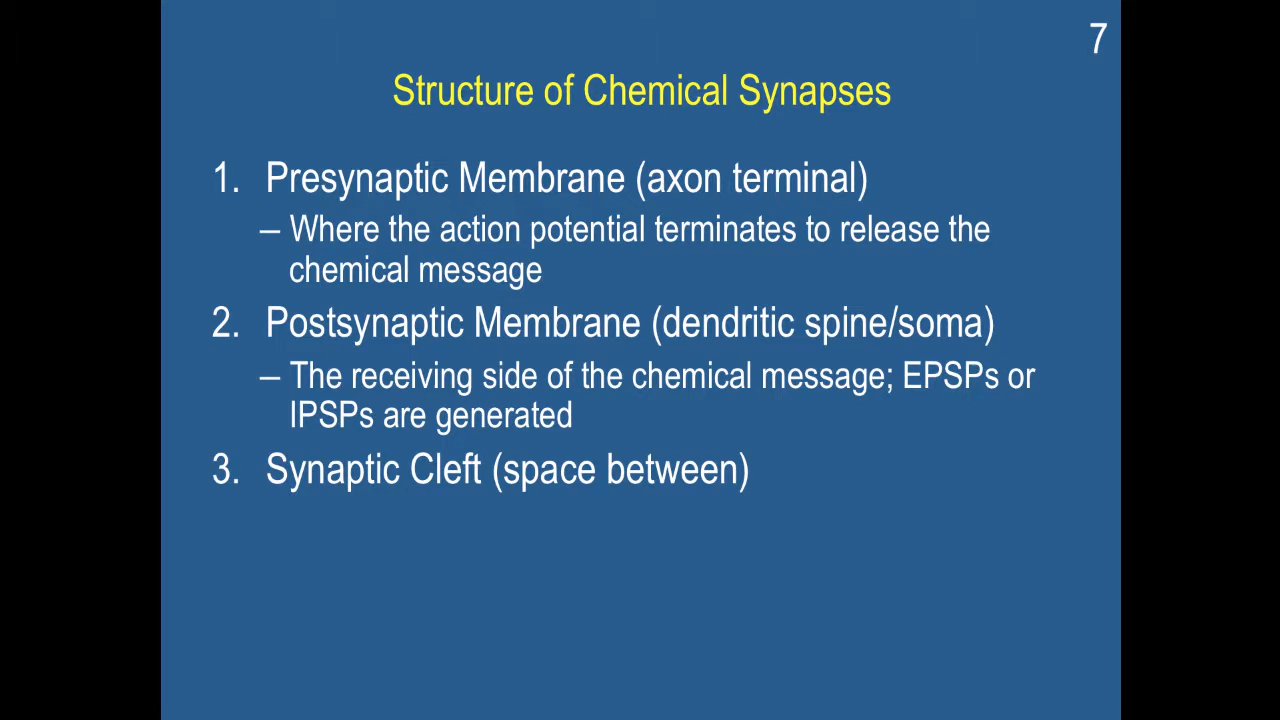 7
Structure of Chemical Synapses
1. Presynaptic Membrane (axon terminal)
– Where the action potential terminates to release the
chemical message
2. Postsynaptic Membrane (dendritic spine/soma)
– The receiving side of the chemical message; EPSPs or
IPSPs are generated
3. Synaptic Cleft (space between)